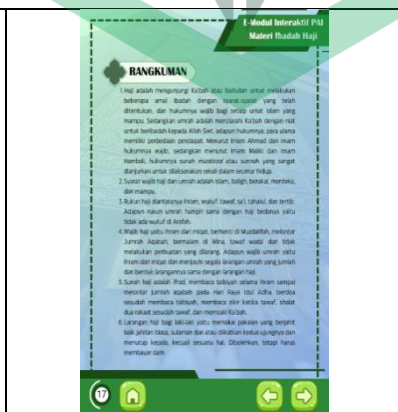 E-Modul Interaktif PAI
Materi Ibadah Haji
RANGKUMAN
1. Haji adalah mengunjungi Ka'bah atau Baitullah untuk melakukan
beberapa amal ibadah dengan syarat-syarat yang telah
ditentukan, dan hukumnya wajib bagi setiap umat Islam yang
mampu. Sedangkan umrah adalah menziarahi Ka'bah dengan niat
untuk beribadah kepada Allah Swt. adapun hukumnya, para ulama
memiliki perbedaan pendapat. Menurut Imam Ahmad dan Imam
hukumnya wajib, sedangkan menurut Imam Maliki dan Imam
Hambali, hukumnya sunah muakkad atau sunnah yang sangat
dianjurkan untuk dilaksanakan sekali dalam seumur hidup.
2. Syarat wajib haji dan umrah adalah Islam, baligh, berakal, merdeka,
dan mampu.
3. Rukun haji diantaranya ihram, wukuf, tawaf, sa'i, tahalul, dan tertib.
Adapun rukun umrah hampir sama dengan haji bedanya yaitu
tidak ada wukuf di Arafah.
4. Wajib haji yaitu ihram dari miqat, berhenti di Muzdalifah, melontar
Jumrah Aqabah, bermalam di Mina, tawaf wada' dan tidak
melakukan perbuatan yang dilarang. Adapun wajib umrah yaitu
ihram dari miqat dan menjauhi segala larangan umrah yang jumlah
dan bentuk larangannya sama dengan larangan haji.
5. Sunah haji adalah ifrad, membaca talbiyah selama ihram sampai
melontar jumrah aqabah pada Hari Raya Idul Adha, berdoa
sesudah membaca talbiyah, membaca zikir ketika tawaf, shalat
dua rakaat sesudah tawaf, dan memasuki Ka'bah.
6. Larangan haji bagi laki-laki yaitu memakai pakaian yang berjahit
baik jahitan biasa, sulaman dan atau diikatkan kedua ujungnya dan
menutup kepala, kecuali sesuatu hal. Dibolehkan, tetapi harus
membayar dam.
17